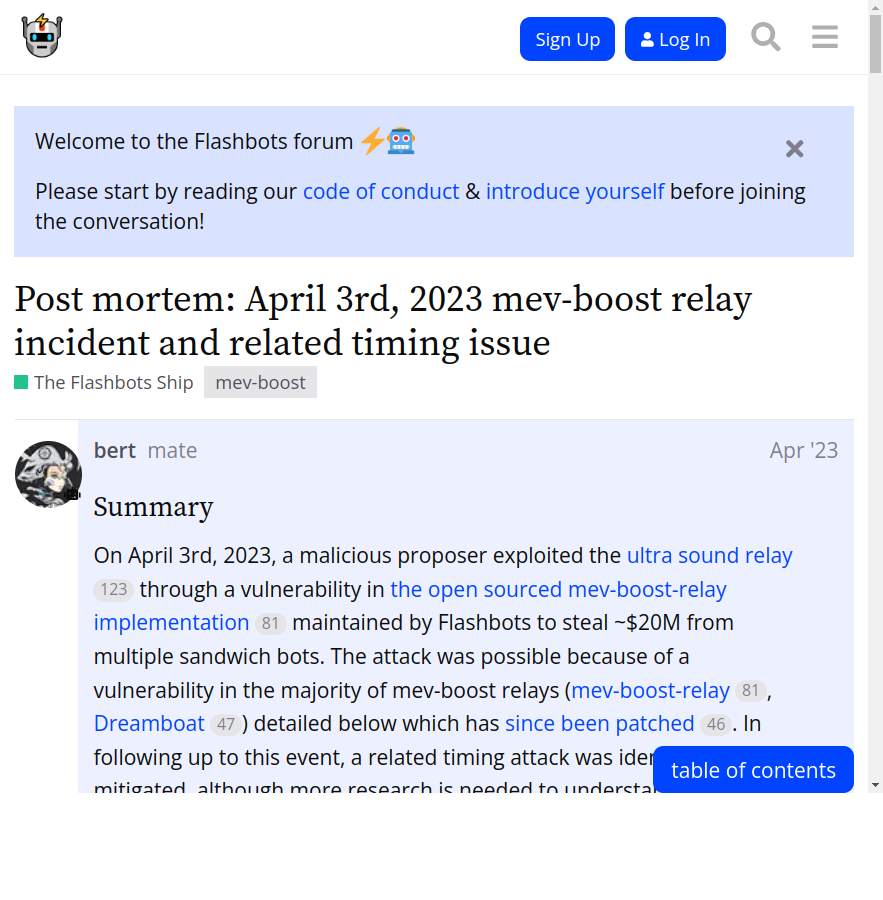 Sign Up
Log In
Welcome to the Flashbots forum
Please start by reading our code of conduct & introduce yourself before joining
the conversation!
Post mortem: April 3rd, 2023 mev-boost relay
incident and related timing issue
The Flashbots Ship mev-boost
bert mate Apr '23
Summary
On April 3rd, 2023, a malicious proposer exploited the ultra sound relay
123 through a vulnerability in the open sourced mev-boost-relay
implementation 81 maintained by Flashbots to steal ~$20M from
multiple sandwich bots. The attack was possible because of a
vulnerability in the majority of mev-boost relays (mev-boost-relay 81 ,
Dreamboat 47 ) detailed below which has since been patched 46 . In
following up to this event, a related timing attack was iden
table of contents
mitigated, although more research is needed to understa